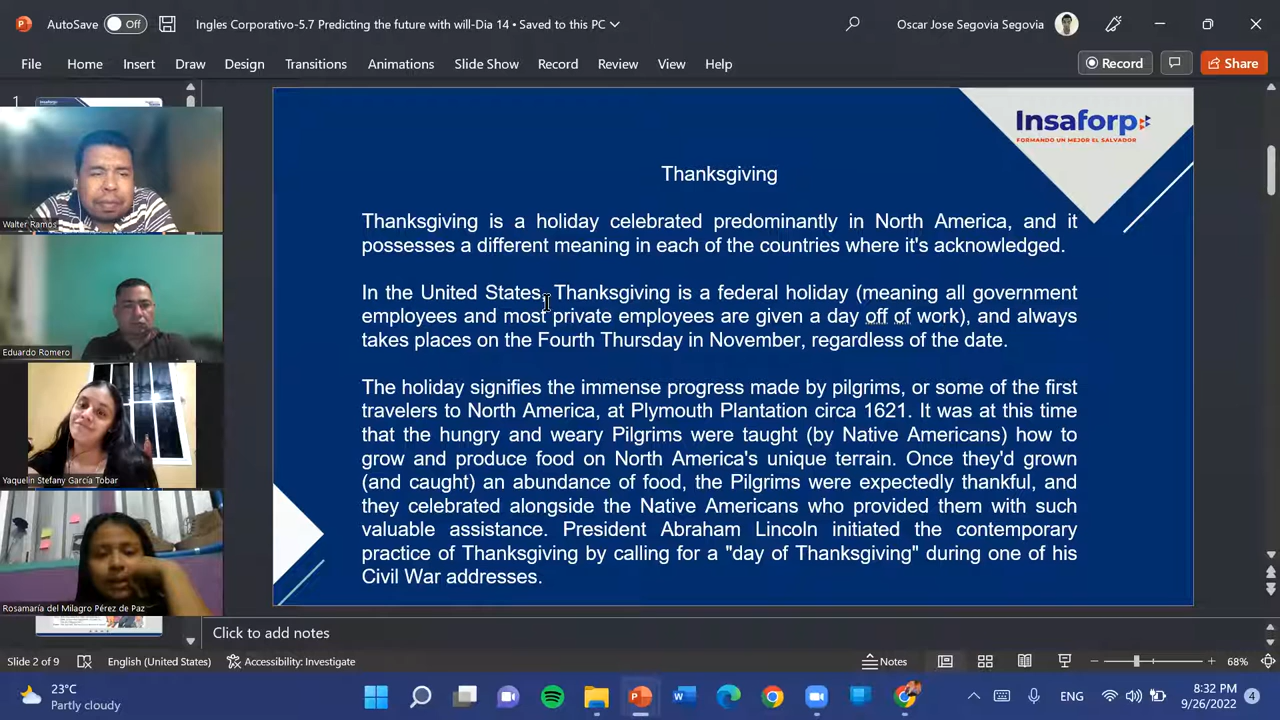 AutoSave Off Ingles Corporativo-5.7 Predicting the future with will-Dia 14 • Saved to this PC Oscar Jose Segovia Segovia
File Home Insert Draw Design Transitions Animations Slide Show Record Review View Help Record Share
1
Insaforp
FORMANDO UN MEJOR EL SALVADOR
Thanksgiving
Thanksgiving is a holiday celebrated predominantly in North America, and it
possesses a different meaning in each of the countries where it's acknowledged.
In the United States, Thanksgiving is a federal holiday (meaning all government
employees and most private employees are given a day off of work), and always
takes places on the Fourth Thursday in November, regardless of the date.
The holiday signifies the immense progress made by pilgrims, or some of the first
travelers to North America, at Plymouth Plantation circa 1621. It was at this time
that the hungry and weary Pilgrims were taught (by Native Americans) how to
grow and produce food on North America's unique terrain. Once they'd grown
(and caught) an abundance of food, the Pilgrims were expectedly thankful, and
they celebrated alongside the Native Americans who provided them with such
valuable assistance. President Abraham Lincoln initiated the contemporary
practice of Thanksgiving by calling for a "day of Thanksgiving" during one of his
Civil War addresses.
Walter Ramos
Eduardo Romero
Yaquelin Stefany García Tobar
Rosamaría del Milagro Pérez de Paz
Click to add notes
Slide 2 of 9 English (United States) Accessibility: Investigate Notes 68%
23°C
Partly cloudy
ENG
8:32 PM
9/26/2022
4